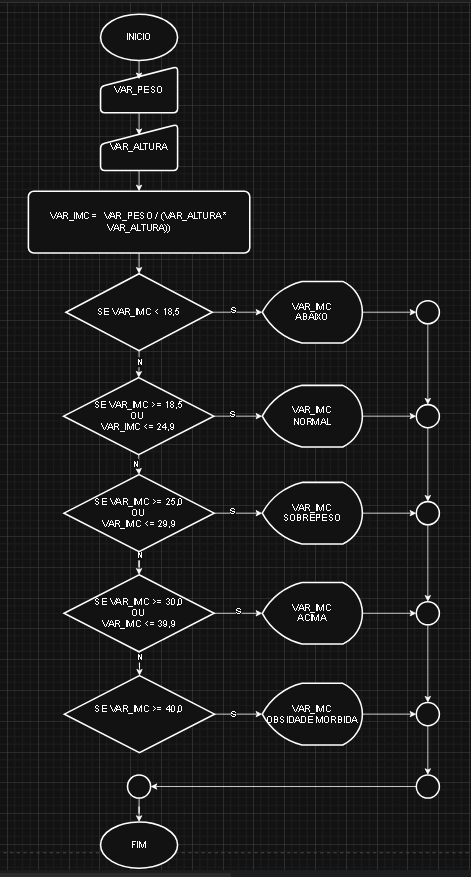 INICIO
VAR_PESO
VAR_ALTURA
VAR_IMC = VAR_PESO / (VAR_ALTURA*
VAR_ALTURA))
SE VAR_IMC < 18,5
S
VAR_IMC
ABAIXO
N
SE VAR_IMC >= 18,5
OU
VAR_IMC <= 24,9
S
VAR_IMC
NORMAL
N
SE VAR_IMC >= 25,0
OU
VAR_IMC <= 29,9
S
VAR_IMC
SOBREPESO
N
SE VAR_IMC >= 30,0
OU
VAR_IMC <= 39,9
S
VAR_IMC
ACIMA
N
SE VAR_IMC >= 40,0
S
VAR_IMC
OBSIDADE MORBIDA
FIM